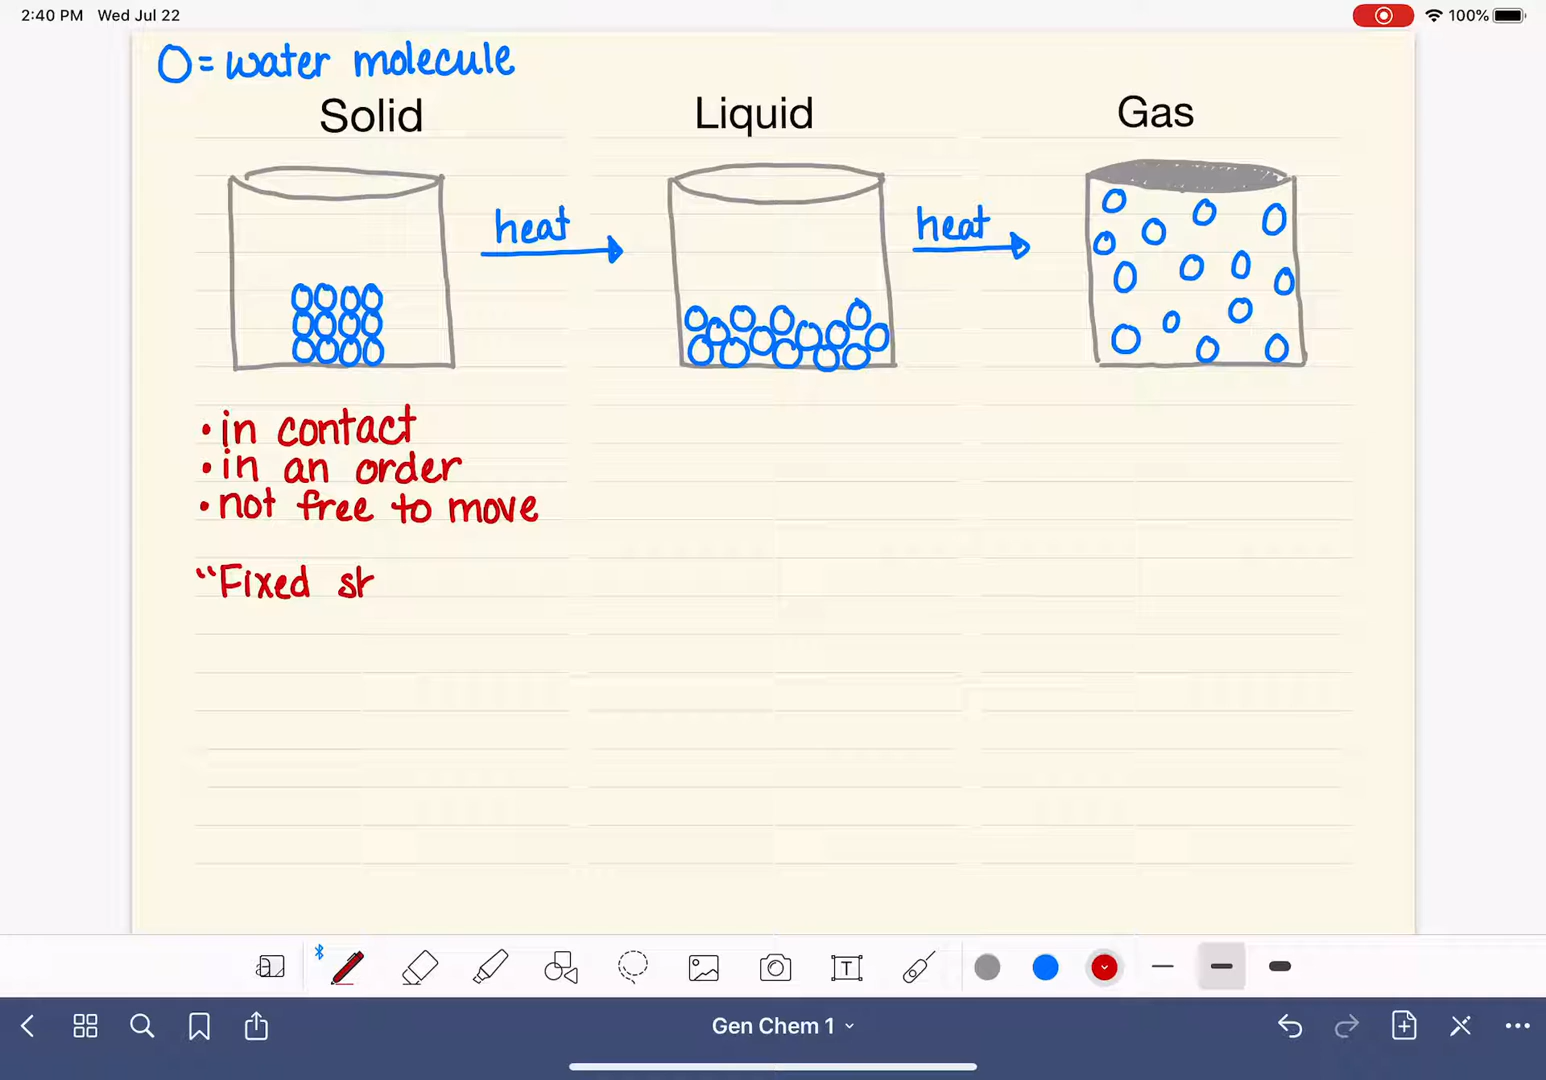 2:40 PM Wed Jul 22
100%
O = water molecule
Solid
Liquid
Gas
heat
heat
• in contact
• in an order
• not free to move
"Fixed sh
T
Gen Chem 1